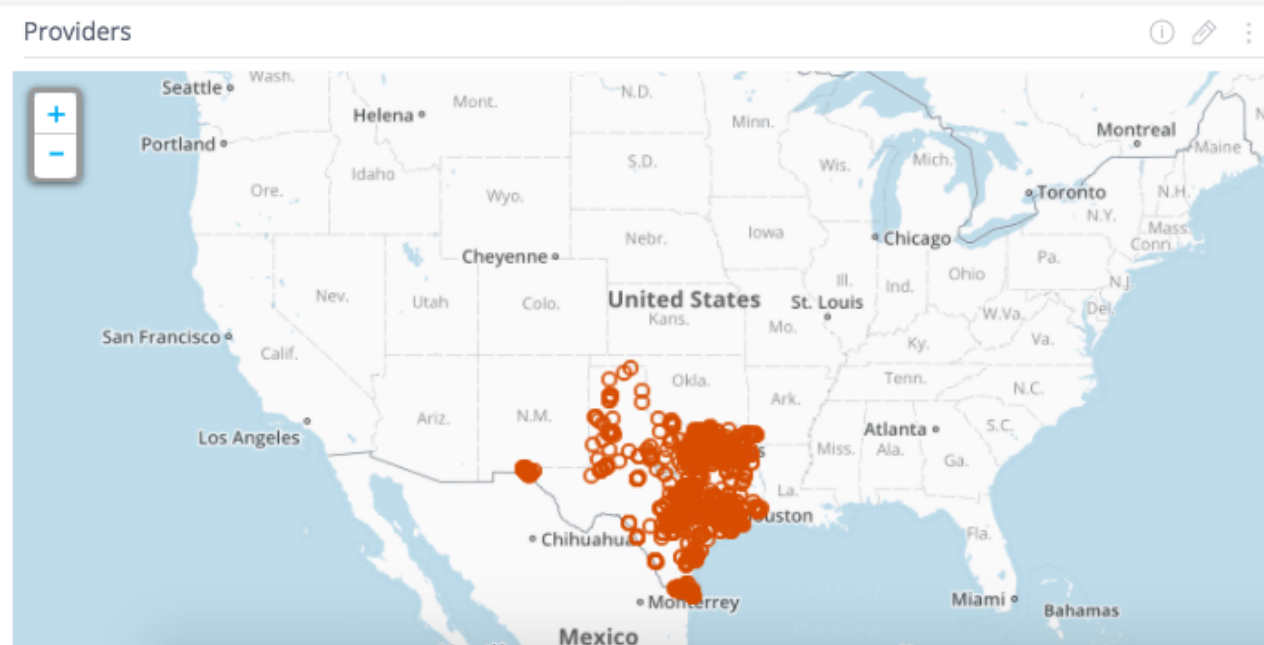 Providers
+
−
Wash.
Seattle
N.D.
Mont.
Helena
Minn.
Montreal
Portland
Maine
S.D.
Mich.
Wis.
Idaho
Ore.
Wyo.
Toronto
N.H.
N.Y.
Mass
Iowa
Nebr.
Chicago
Conn.
Cheyenne
Pa.
Ohio
Ill.
Ind.
N.J.
Nev.
Utah
Colo.
United States
St. Louis
Kans.
W.Va.
Del.
Mo.
San Francisco
Va.
Ky.
Calif.
Okla.
Tenn.
N.C.
Ark.
Ariz.
N.M.
Atlanta
S.C.
Los Angeles
Miss.
Ala.
Ga.
La.
uston
Fla.
Chihuahua
Monterrey
Miami
Bahamas
Mexico